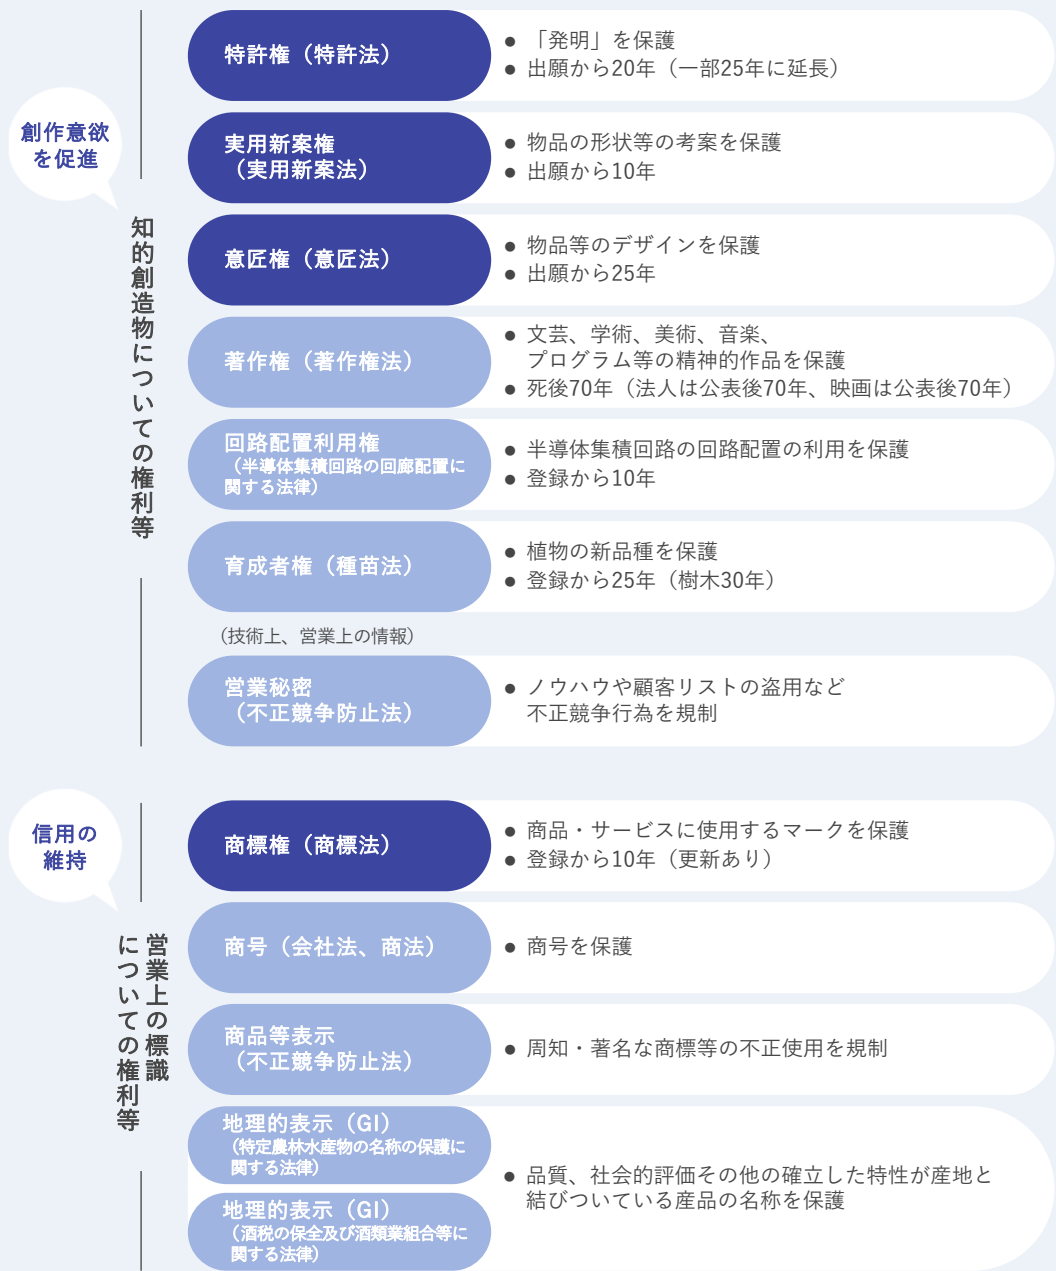 創作意欲
を促進
知的創造物についての権利等
特許権（特許法）
● 「発明」を保護
● 出願から20年（一部25年に延長）
実用新案権
（実用新案法）
● 物品の形状等の考案を保護
● 出願から10年
意匠権（意匠法）
● 物品等のデザインを保護
● 出願から25年
著作権（著作権法）
● 文芸、学術、美術、音楽、
プログラム等の精神的作品を保護
● 死後70年（法人は公表後70年、映画は公表後70年）
回路配置利用権
（半導体集積回路の回廊配置に
関する法律）
● 半導体集積回路の回路配置の利用を保護
● 登録から10年
育成者権（種苗法）
● 植物の新品種を保護
● 登録から25年（樹木30年）
（技術上、営業上の情報）
営業秘密
（不正競争防止法）
● ノウハウや顧客リストの盗用など
不正競争行為を規制
信用の
維持
営業上の標識
についての権利等
商標権（商標法）
● 商品・サービスに使用するマークを保護
● 登録から10年（更新あり）
商号（会社法、商法）
● 商号を保護
商品等表示
（不正競争防止法）
● 周知・著名な商標等の不正使用を規制
地理的表示（GI）
（特定農林水産物の名称の保護に
関する法律）
地理的表示（GI）
（酒税の保全及び酒類業組合等に
関する法律）
● 品質、社会的評価その他の確立した特性が産地と
結びついている産品の名称を保護